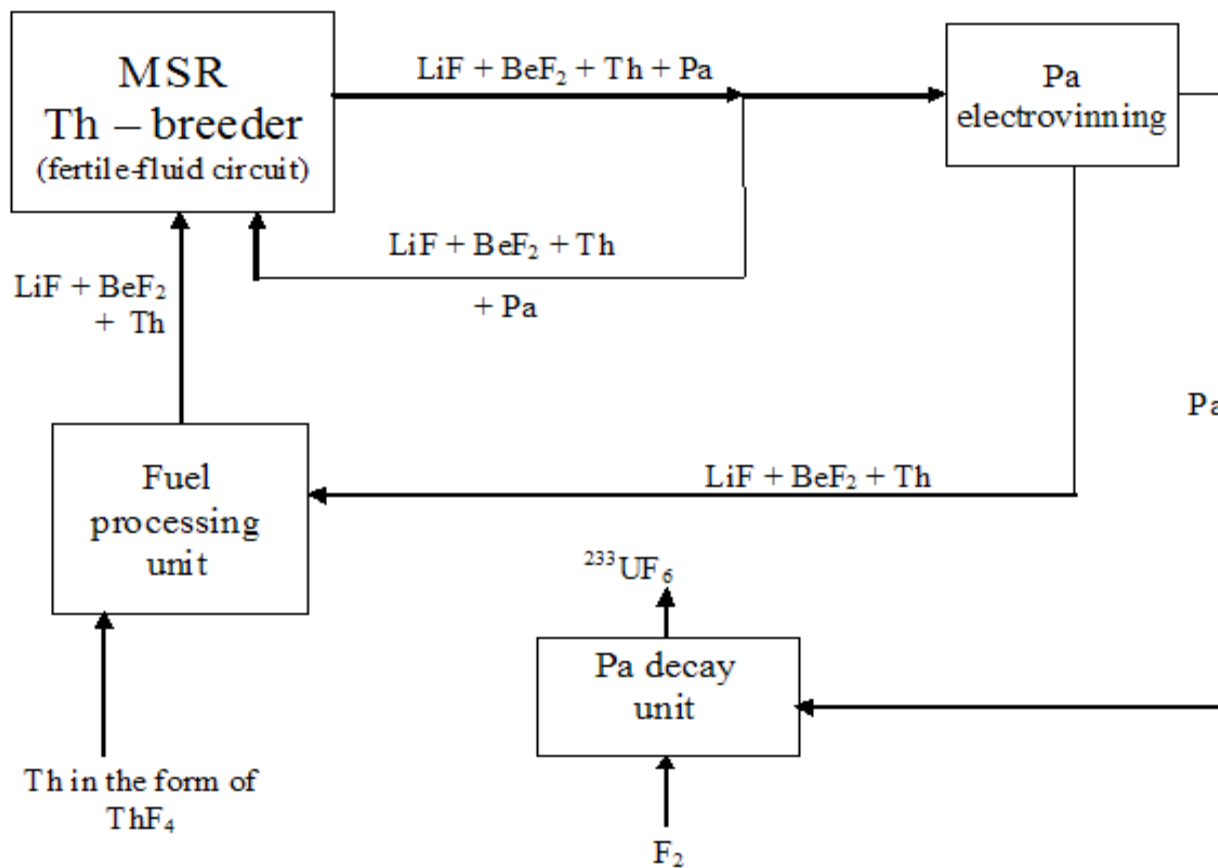 MSR
Th – breeder
(fertile-fluid circuit)
LiF + BeF₂ + Th + Pa
Pa
electrovinning
LiF + BeF₂ + Th
+ Pa
LiF + BeF₂
+ Th
Pa
Fuel
processing
unit
LiF + BeF₂ + Th
²³³UF₆
Pa decay
unit
Th in the form of
ThF₄
F₂